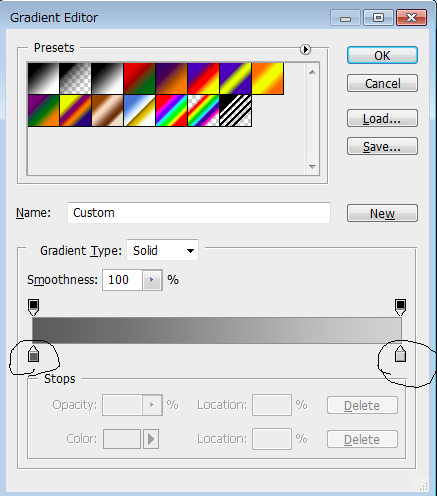 Gradient Editor
Presets
OK
Cancel
Load...
Save...
Name: Custom
New
Gradient Type: Solid
Smoothness: 100 %
Stops
Opacity: % Location: % Delete
Color: Location: % Delete